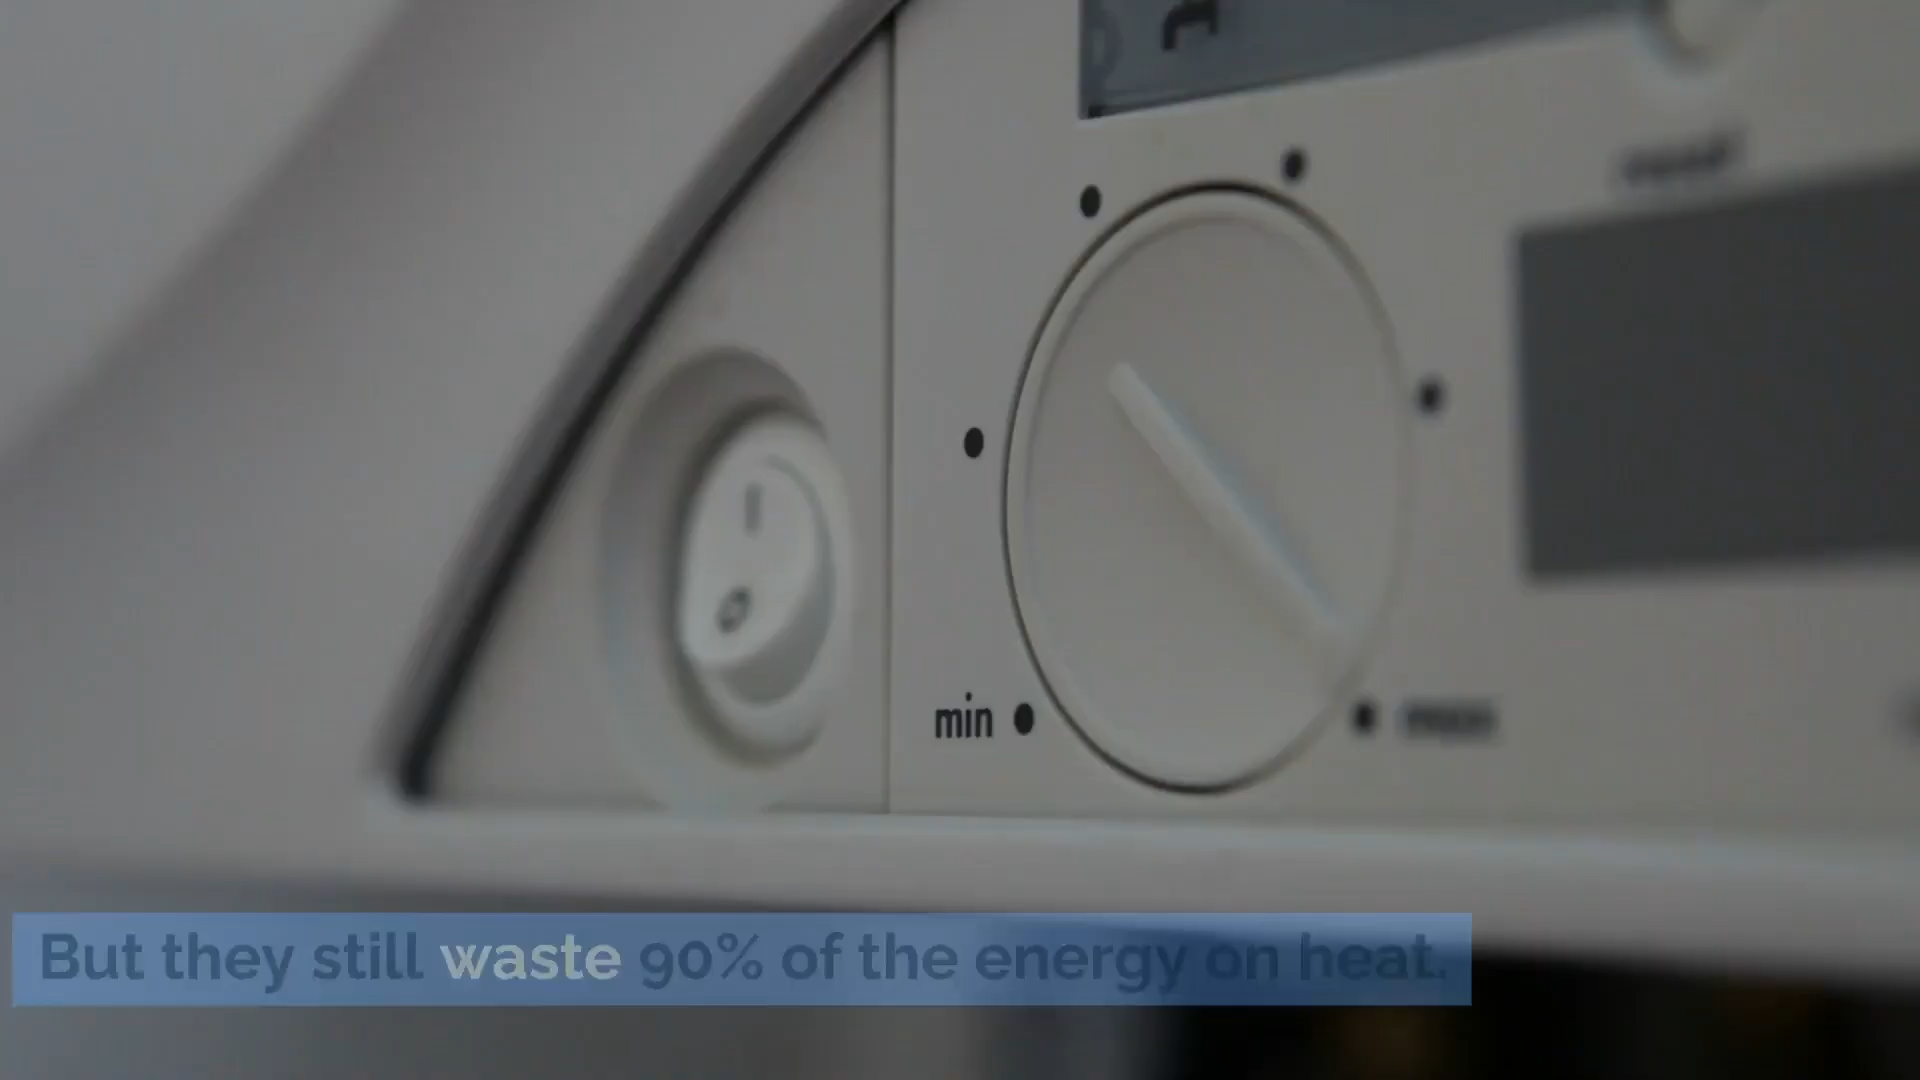 I
O
min
But they still waste 90% of the energy on heat.